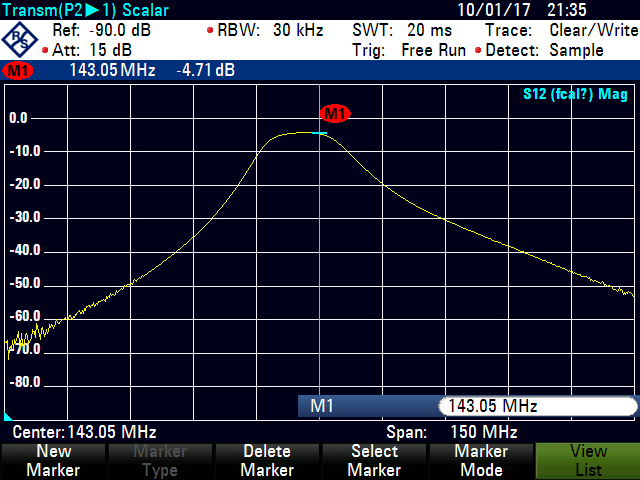 Transm(P2▶1) Scalar 10/01/17 21:35
Ref: -90.0 dB RBW: 30 kHz SWT: 20 ms Trace: Clear/Write
Att: 15 dB Trig: Free Run Detect: Sample
M1 143.05 MHz -4.71 dB
S12 (fcal?) Mag
M1
0.0
-10.0
-20.0
-30.0
-40.0
-50.0
-60.0
-70.0
-80.0
M1 143.05 MHz
Center: 143.05 MHz Span: 150 MHz
New Marker Delete Select Marker View
Marker Type Marker Marker Mode List